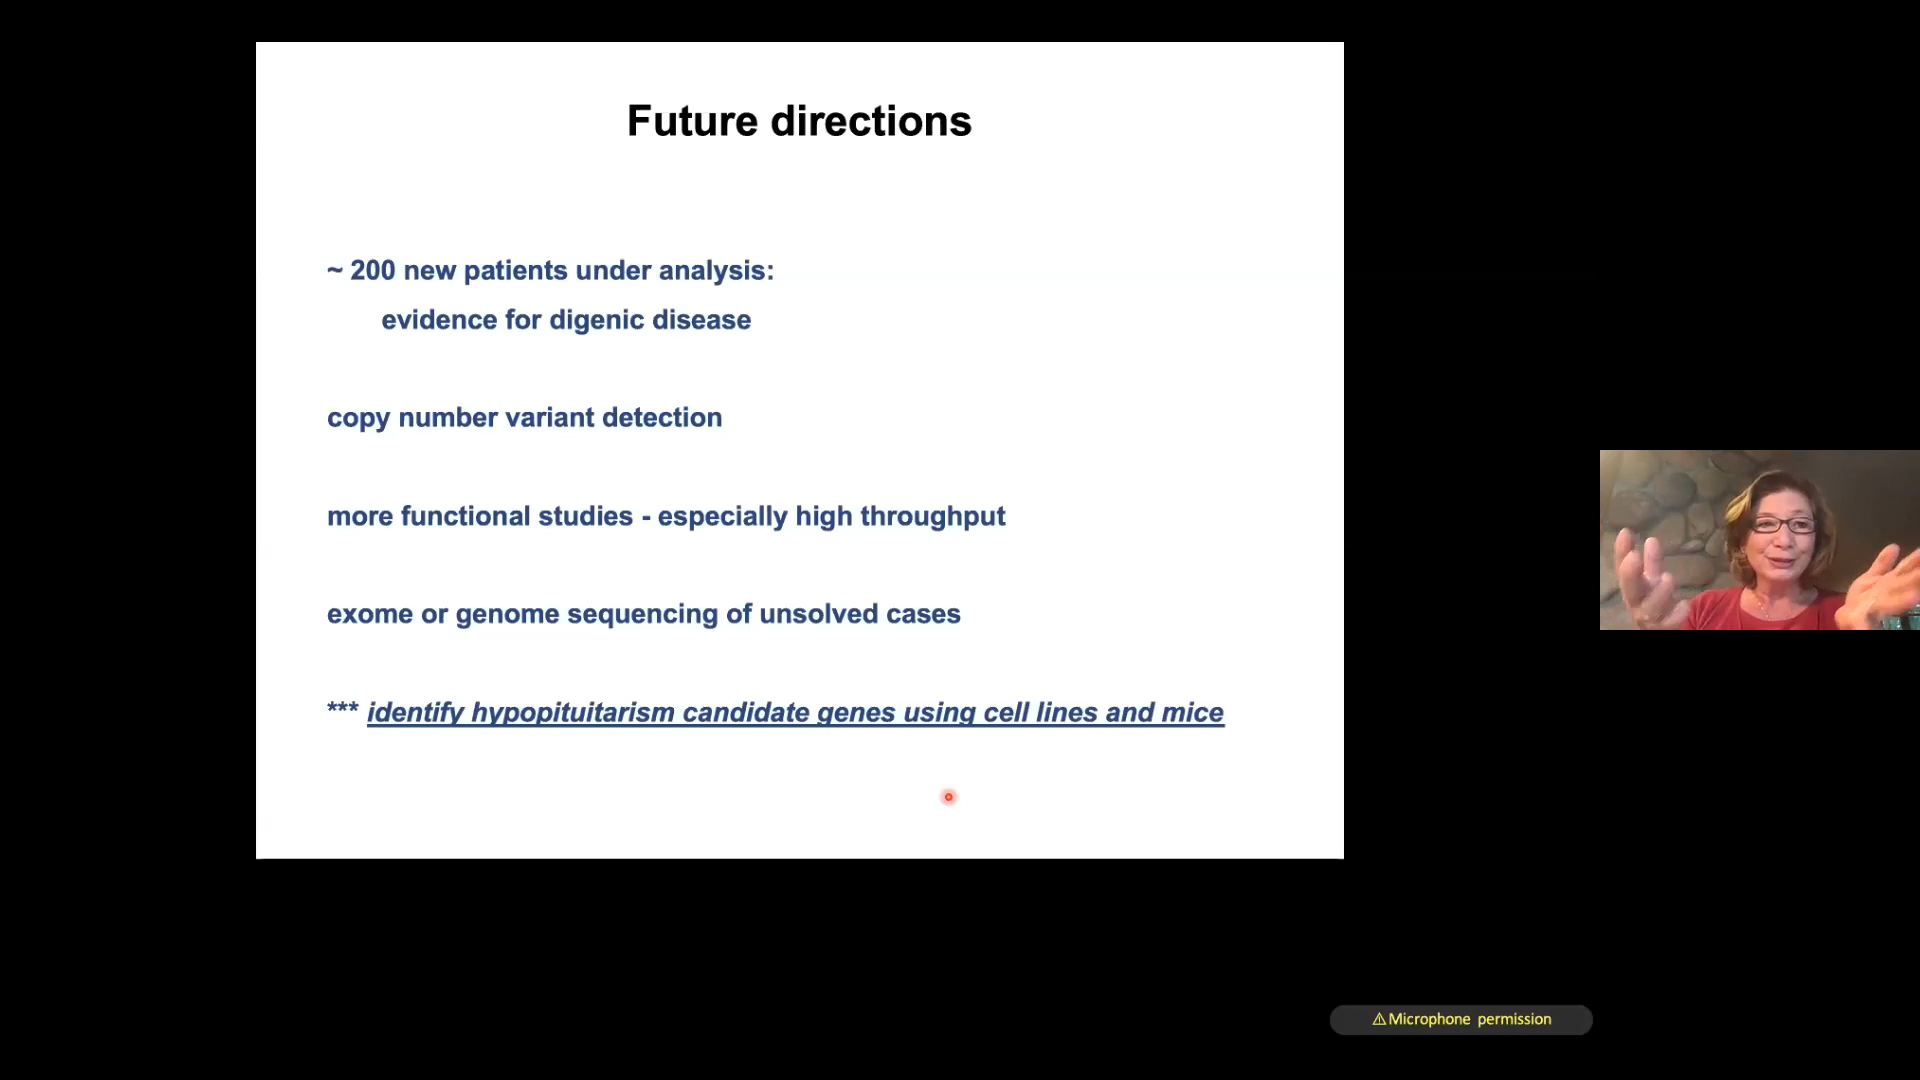 Future directions
~ 200 new patients under analysis:
evidence for digenic disease
copy number variant detection
more functional studies - especially high throughput
exome or genome sequencing of unsolved cases
*** identify hypopituitarism candidate genes using cell lines and mice
⚠Microphone permission